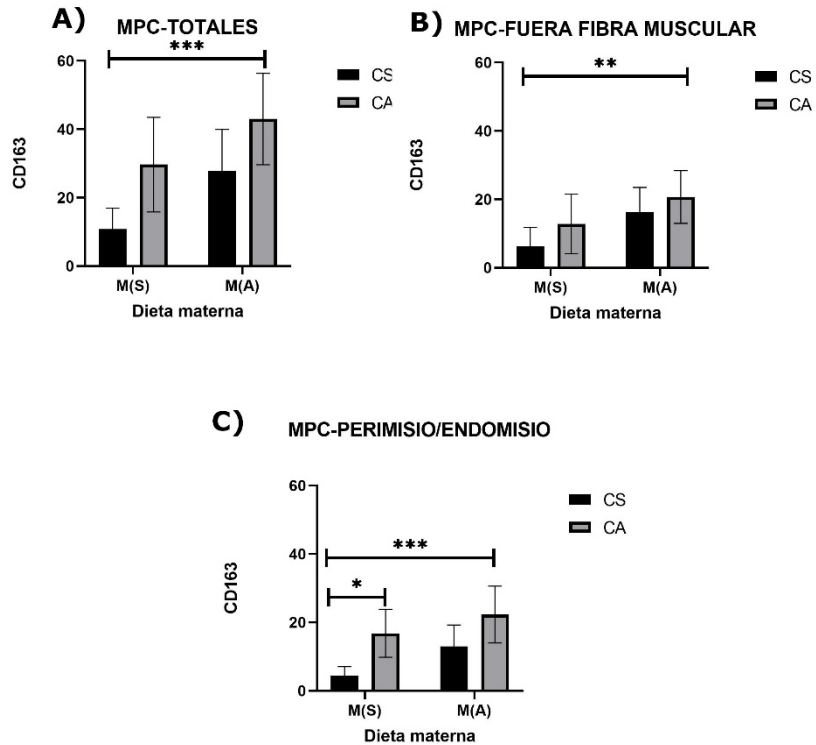 A)
MPC-TOTALES
***
60
40
20
0
CD163
M(S)
M(A)
Dieta materna
CS
CA
B)
MPC-FUERA FIBRA MUSCULAR
**
60
40
20
0
CD163
M(S)
M(A)
Dieta materna
CS
CA
C)
MPC-PERIMISIO/ENDOMISIO
***
*
60
40
20
0
CD163
M(S)
M(A)
Dieta materna
CS
CA